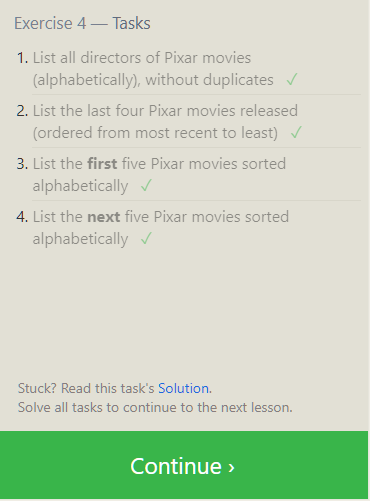 Exercise 4 — Tasks
1. List all directors of Pixar movies
(alphabetically), without duplicates ✓
2. List the last four Pixar movies released
(ordered from most recent to least) ✓
3. List the first five Pixar movies sorted
alphabetically ✓
4. List the next five Pixar movies sorted
alphabetically ✓
Stuck? Read this task's Solution.
Solve all tasks to continue to the next lesson.
Continue ›